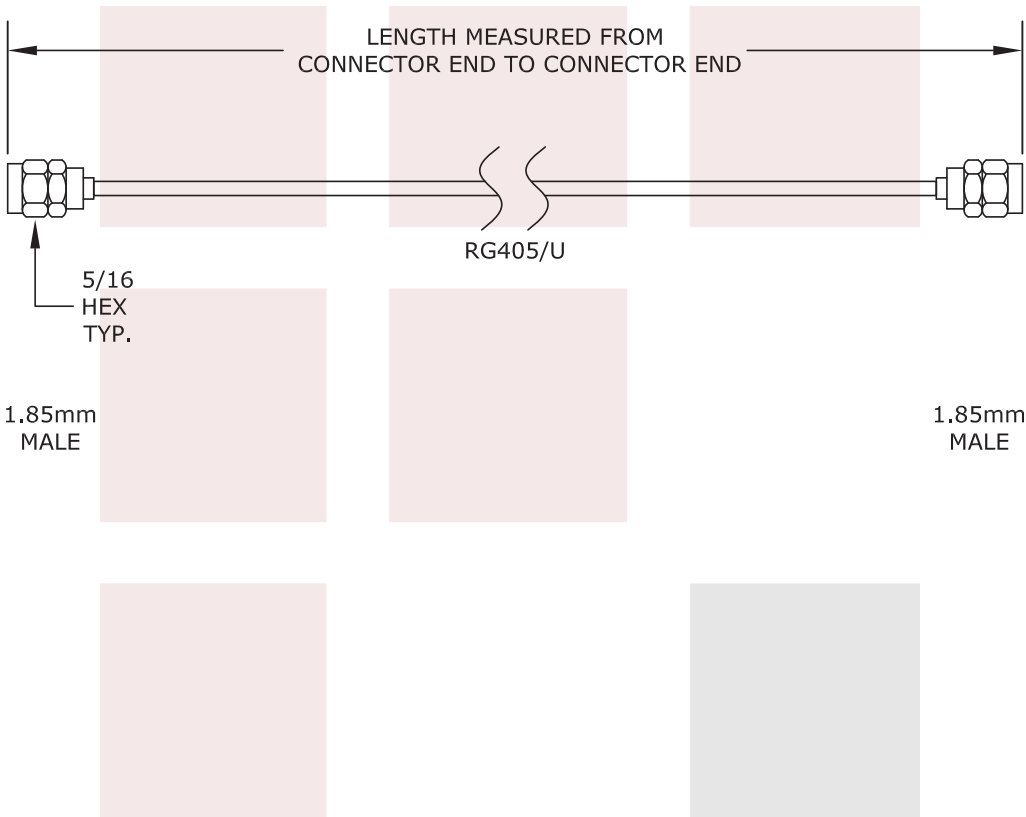 LENGTH MEASURED FROM
CONNECTOR END TO CONNECTOR END
RG405/U
5/16
HEX
TYP.
1.85mm
MALE
1.85mm
MALE